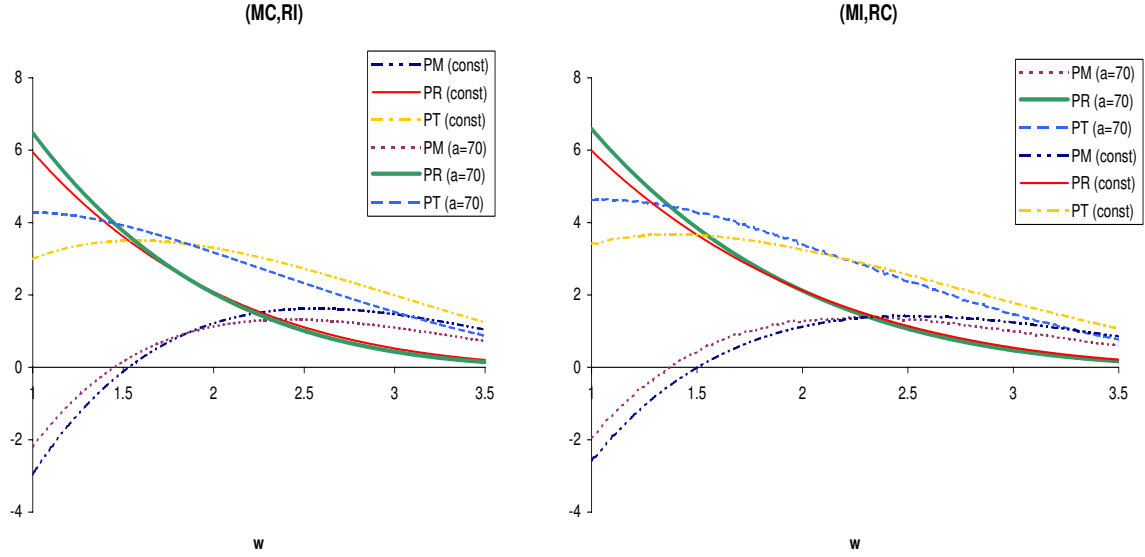 (MC,RI)
PM (const)
PR (const)
PT (const)
PM (a=70)
PR (a=70)
PT (a=70)
8
6
4
2
0
-2
-4
1
1.5
2
2.5
3
3.5
w
(MI,RC)
PM (a=70)
PR (a=70)
PT (a=70)
PM (const)
PR (const)
PT (const)
8
6
4
2
0
-2
-4
1
1.5
2
2.5
3
3.5
w